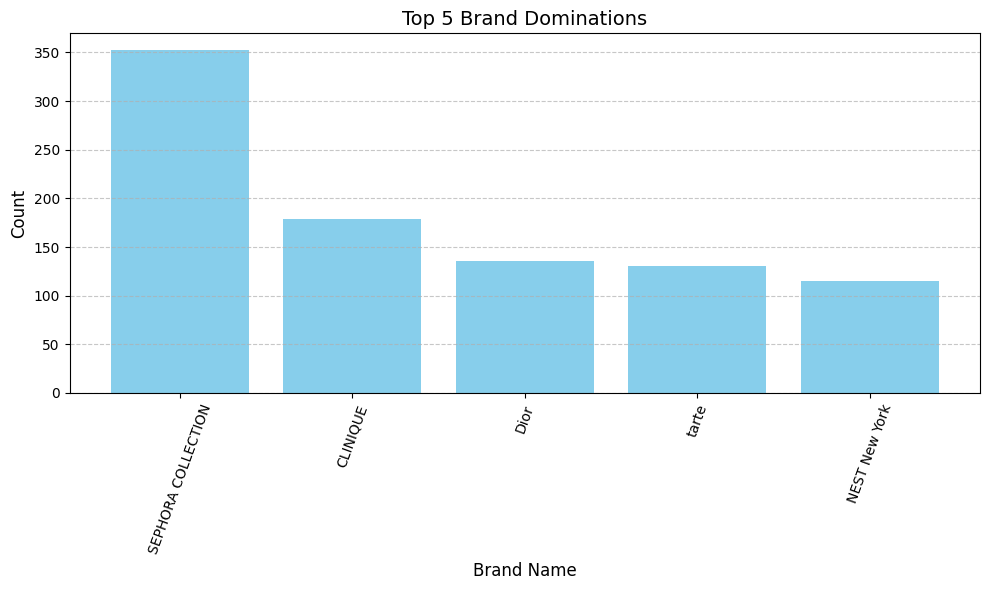 Top 5 Brand Dominations
Count
350
300
250
200
150
100
50
0
SEPHORA COLLECTION
CLINIQUE
Dior
tarte
NEST New York
Brand Name